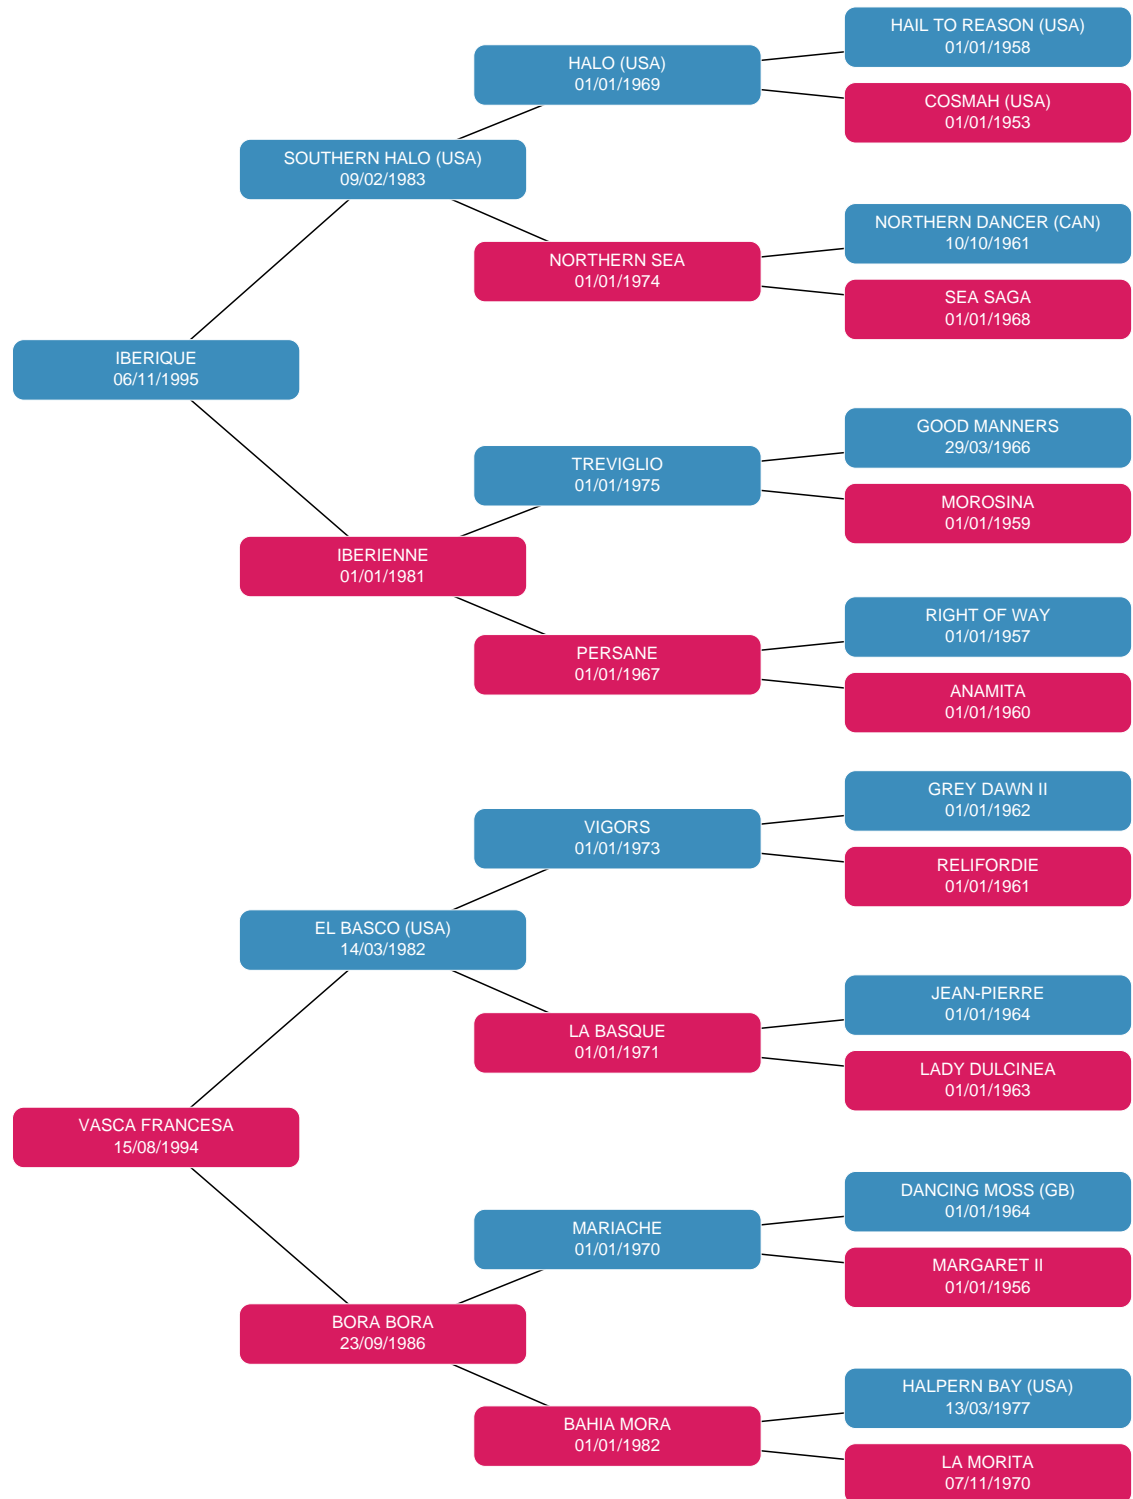 HAIL TO REASON (USA)
01/01/1958
HALO (USA)
01/01/1969
COSMAH (USA)
01/01/1953
SOUTHERN HALO (USA)
09/02/1983
NORTHERN DANCER (CAN)
10/10/1961
NORTHERN SEA
01/01/1974
SEA SAGA
01/01/1968
IBERIQUE
06/11/1995
GOOD MANNERS
29/03/1966
TREVIGLIO
01/01/1975
MOROSINA
01/01/1959
IBERIENNE
01/01/1981
RIGHT OF WAY
01/01/1957
PERSANE
01/01/1967
ANAMITA
01/01/1960
GREY DAWN II
01/01/1962
VIGORS
01/01/1973
RELIFORDIE
01/01/1961
EL BASCO (USA)
14/03/1982
JEAN-PIERRE
01/01/1964
LA BASQUE
01/01/1971
LADY DULCINEA
01/01/1963
VASCA FRANCESA
15/08/1994
DANCING MOSS (GB)
01/01/1964
MARIACHE
01/01/1970
MARGARET II
01/01/1956
BORA BORA
23/09/1986
HALPERN BAY (USA)
13/03/1977
BAHIA MORA
01/01/1982
LA MORITA
07/11/1970